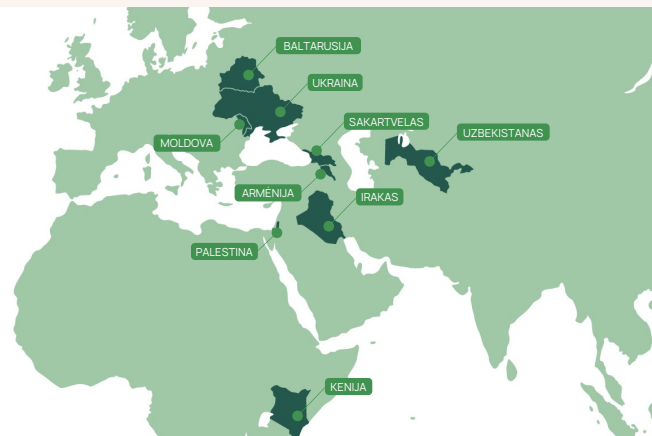 BALTARUSIJA
UKRAINA
SAKARTVELAS
UZBEKISTANAS
MOLDOVA
ARMĖNIJA
IRAKAS
PALESTINA
KENIJA